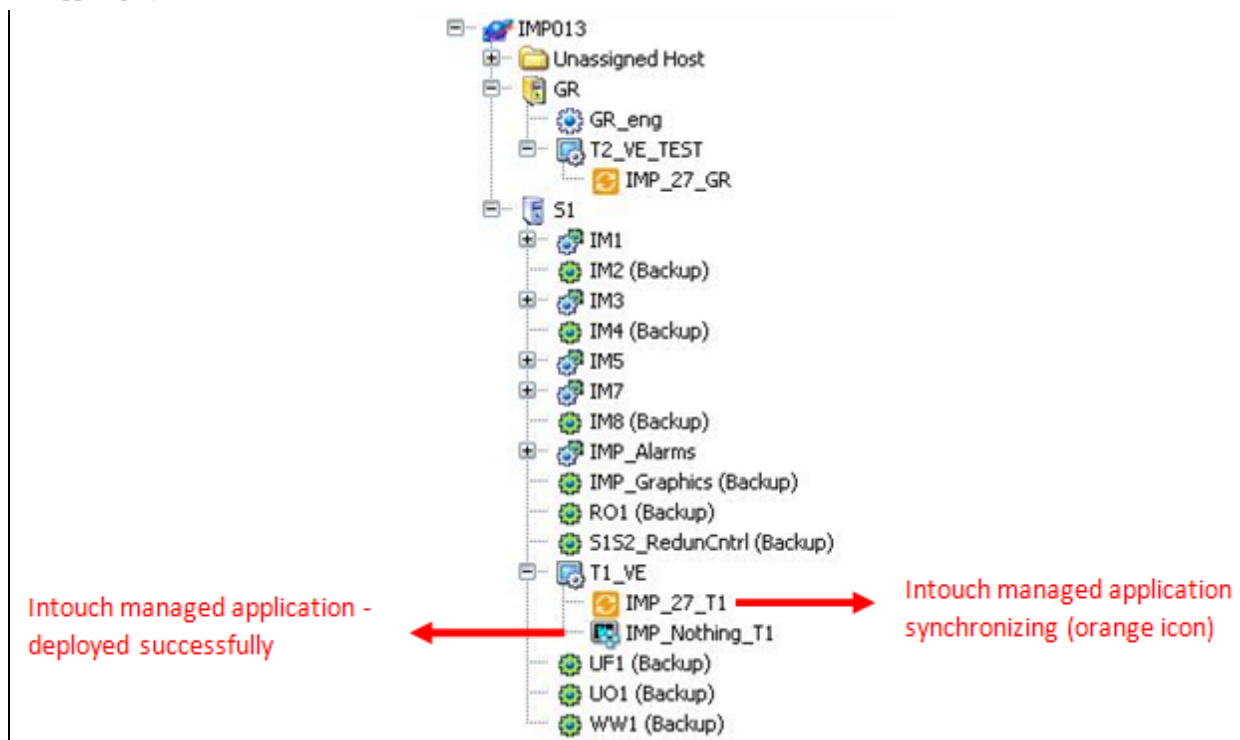 IMP013
Unassigned Host
GR
GR_eng
T2_VE_TEST
IMP_27_GR
S1
IM1
IM2 (Backup)
IM3
IM4 (Backup)
IM5
IM7
IM8 (Backup)
IMP_Alarms
IMP_Graphics (Backup)
RO1 (Backup)
S1S2_RedunCntrl (Backup)
T1_VE
IMP_27_T1
IMP_Nothing_T1
UF1 (Backup)
UO1 (Backup)
WW1 (Backup)
Intouch managed application -
deployed successfully
Intouch managed application
synchronizing (orange icon)